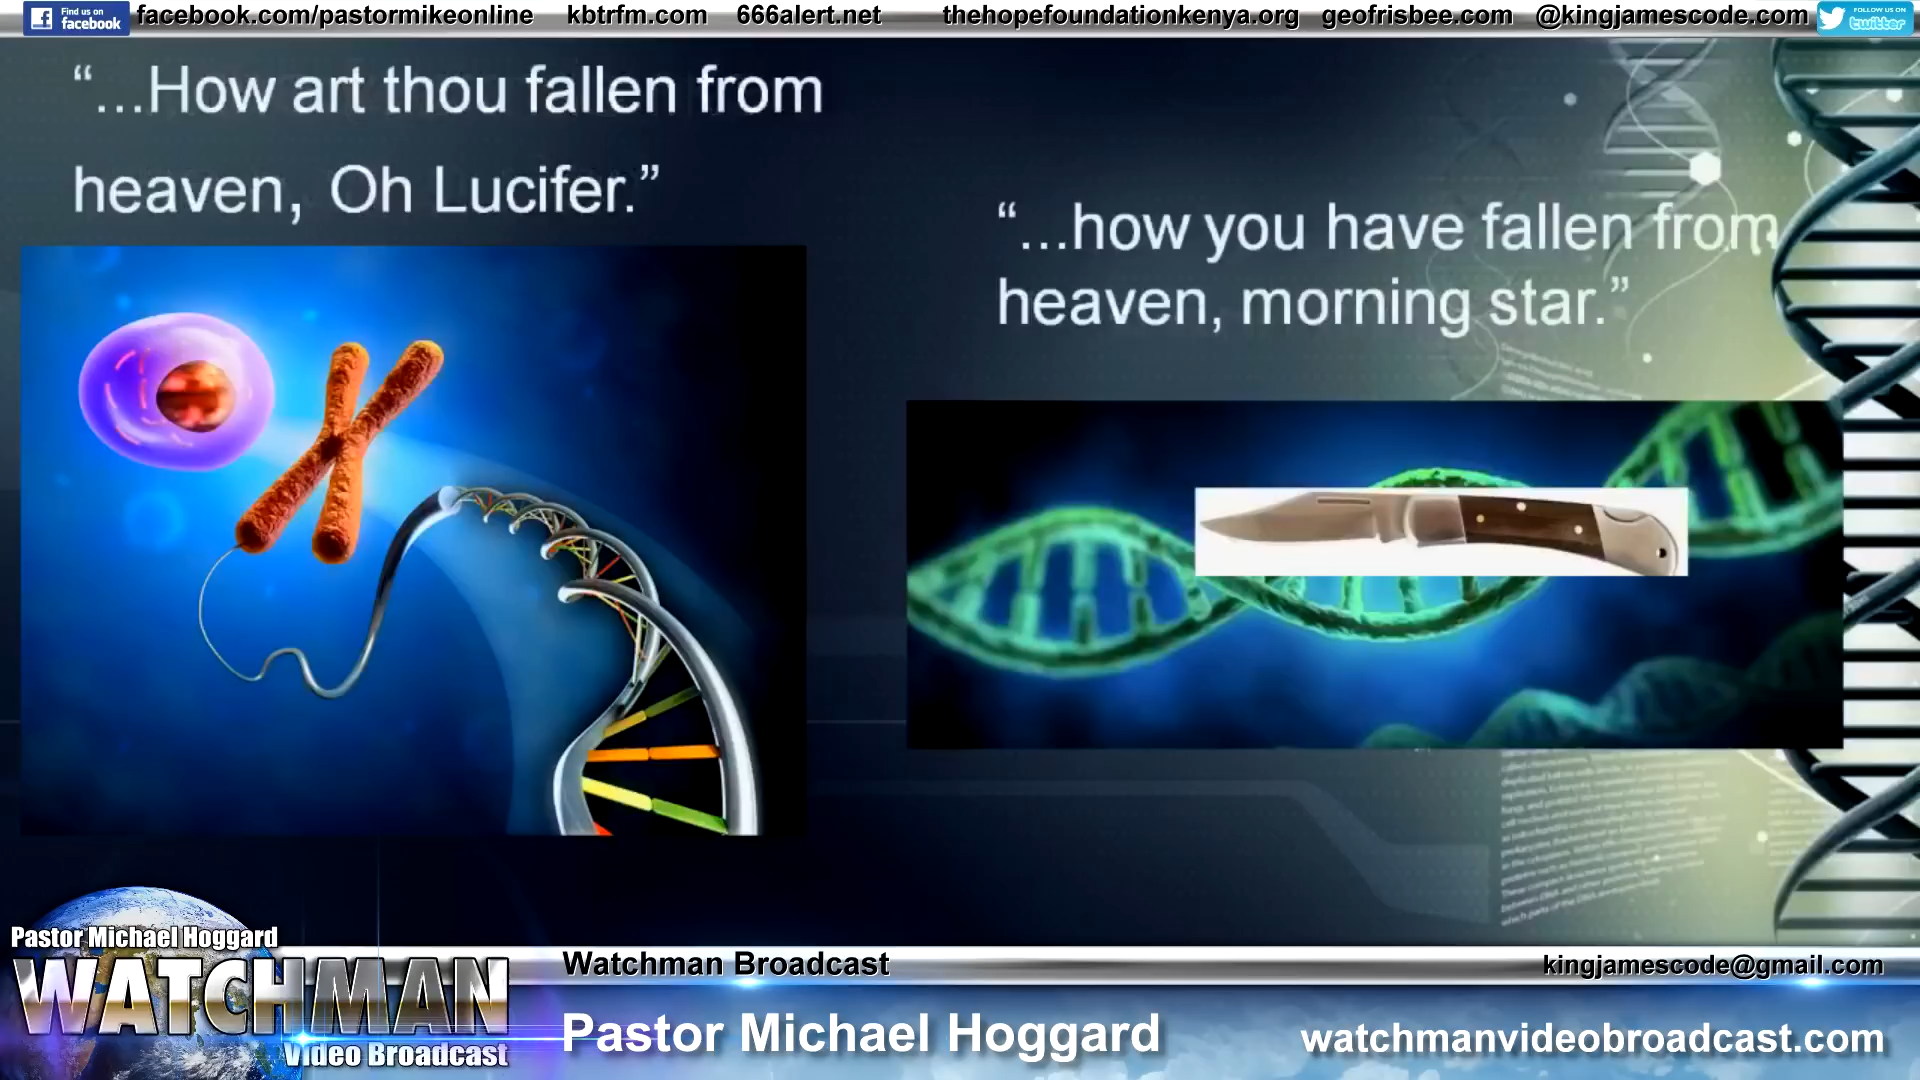 Find us on
facebook
facebook.com/pastormikeonline kbtrfm.com 666alert.net thehopefoundationkenya.org geofrisbee.com @kingjamescode.com
FOLLOW US ON
twitter
“...How art thou fallen from
heaven, Oh Lucifer.”
“...how you have fallen from
heaven, morning star.”
Pastor Michael Hoggard
WATCHMAN
Video Broadcast
Watchman Broadcast
kingjamescode@gmail.com
Pastor Michael Hoggard
watchmanvideobroadcast.com